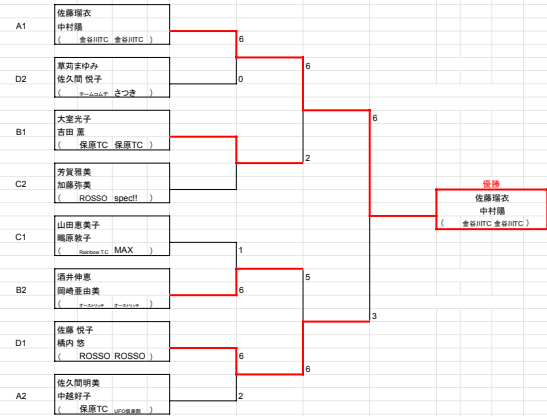 A1
佐藤瑠衣
中村陽
( 金谷川TC 金谷川TC )
6
D2
草苅まゆみ
佐久間 悦子
( チームコムデ さつき )
0
6
B1
大室光子
吉田 薫
( 保原TC 保原TC )
2
6
C2
芳賀雅美
加藤弥美
( ROSSO spec!! )
優勝
佐藤瑠衣
中村陽
( 金谷川TC 金谷川TC )
C1
山田恵美子
鴫原敦子
( Rainbow T.C MAX )
1
B2
酒井伸恵
岡崎亜由美
( オーストリッチ オーストリッチ )
6
5
3
D1
佐藤 悦子
橘内 悠
( ROSSO ROSSO )
6
6
A2
佐久間明美
中越好子
( 保原TC UFO倶楽部 )
2